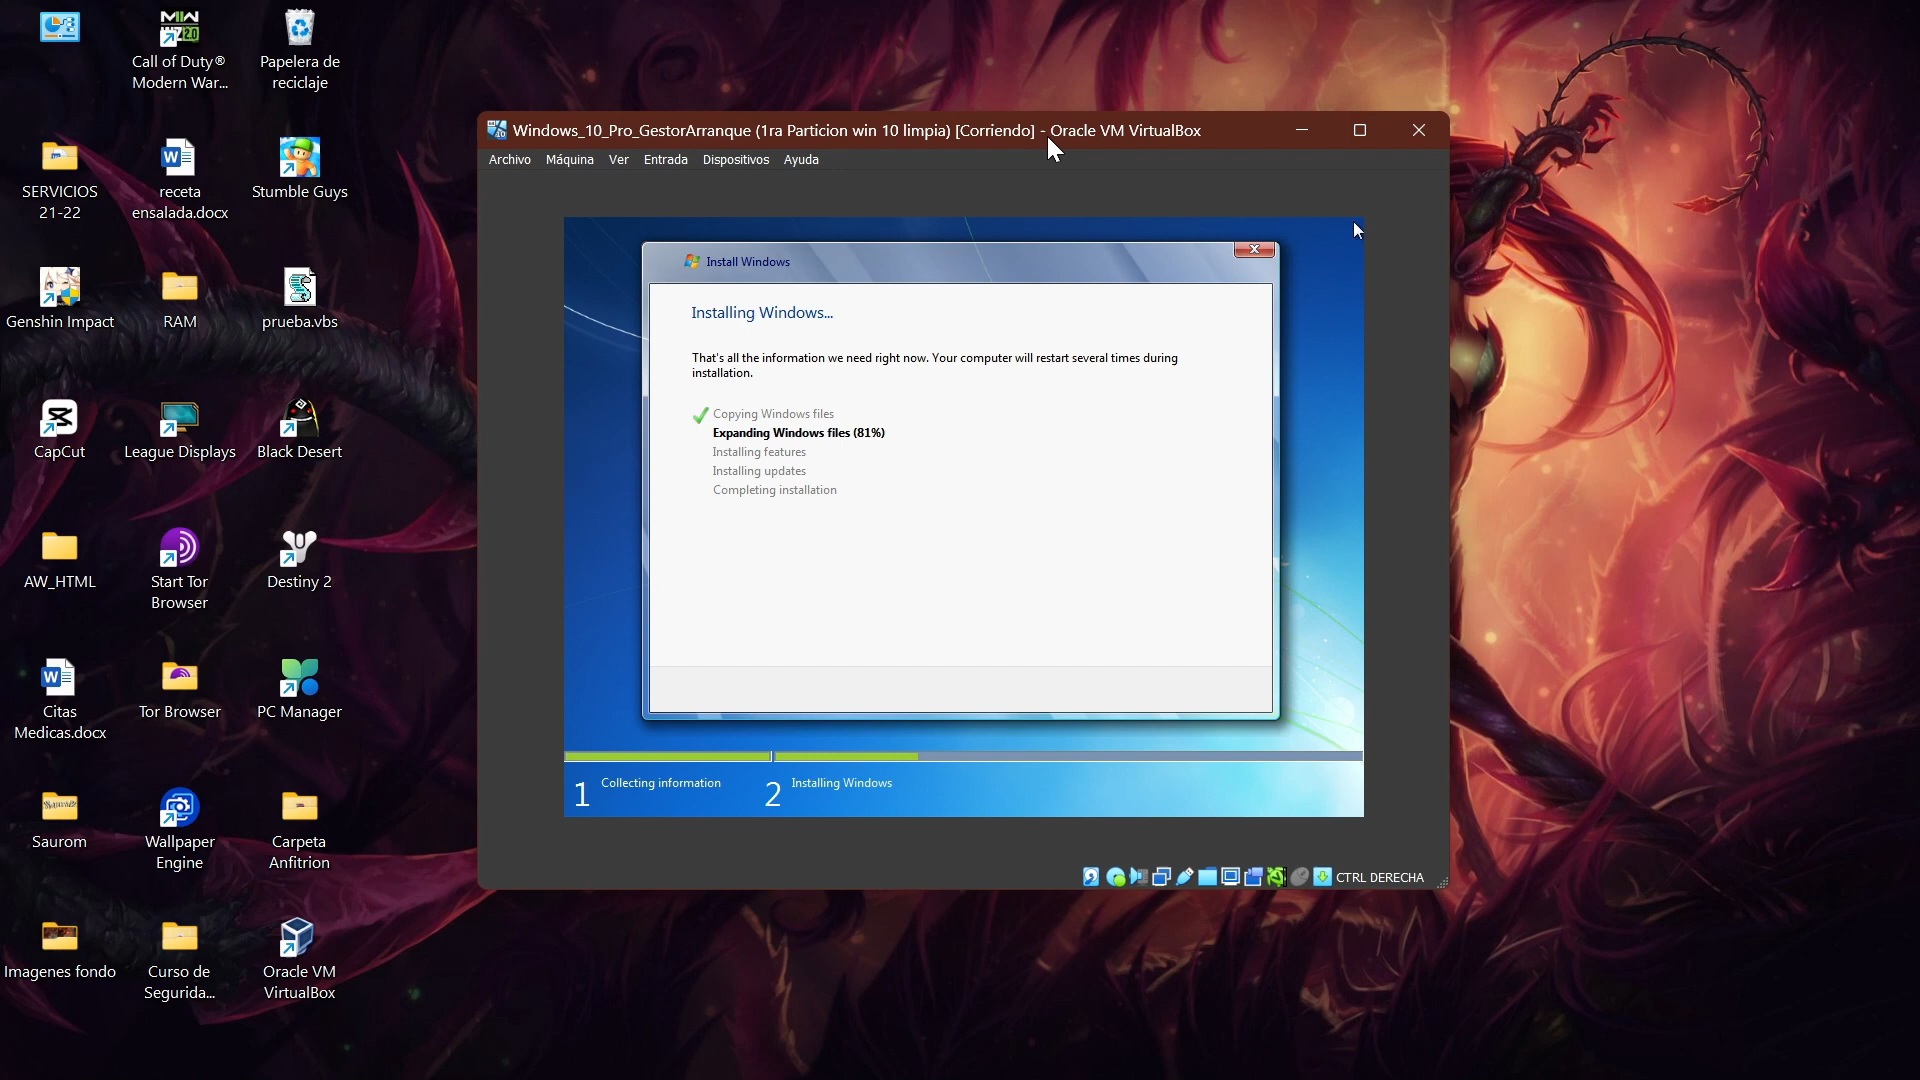 Call of Duty®
Modern War...
Papelera de
reciclaje
SERVICIOS
21-22
receta
ensalada.docx
Stumble Guys
Genshin Impact
RAM
prueba.vbs
CapCut
League Displays
Black Desert
AW_HTML
Start Tor
Browser
Destiny 2
Citas
Medicas.docx
Tor Browser
PC Manager
Saurom
Wallpaper
Engine
Carpeta
Anfitrion
Imagenes fondo
Curso de
Segurida...
Oracle VM
VirtualBox
Windows_10_Pro_GestorArranque (1ra Particion win 10 limpia) [Corriendo] - Oracle VM VirtualBox
Archivo Máquina Ver Entrada Dispositivos Ayuda
Install Windows
Installing Windows...
That's all the information we need right now. Your computer will restart several times during
installation.
Copying Windows files
Expanding Windows files (81%)
Installing features
Installing updates
Completing installation
1 Collecting information 2 Installing Windows
CTRL DERECHA